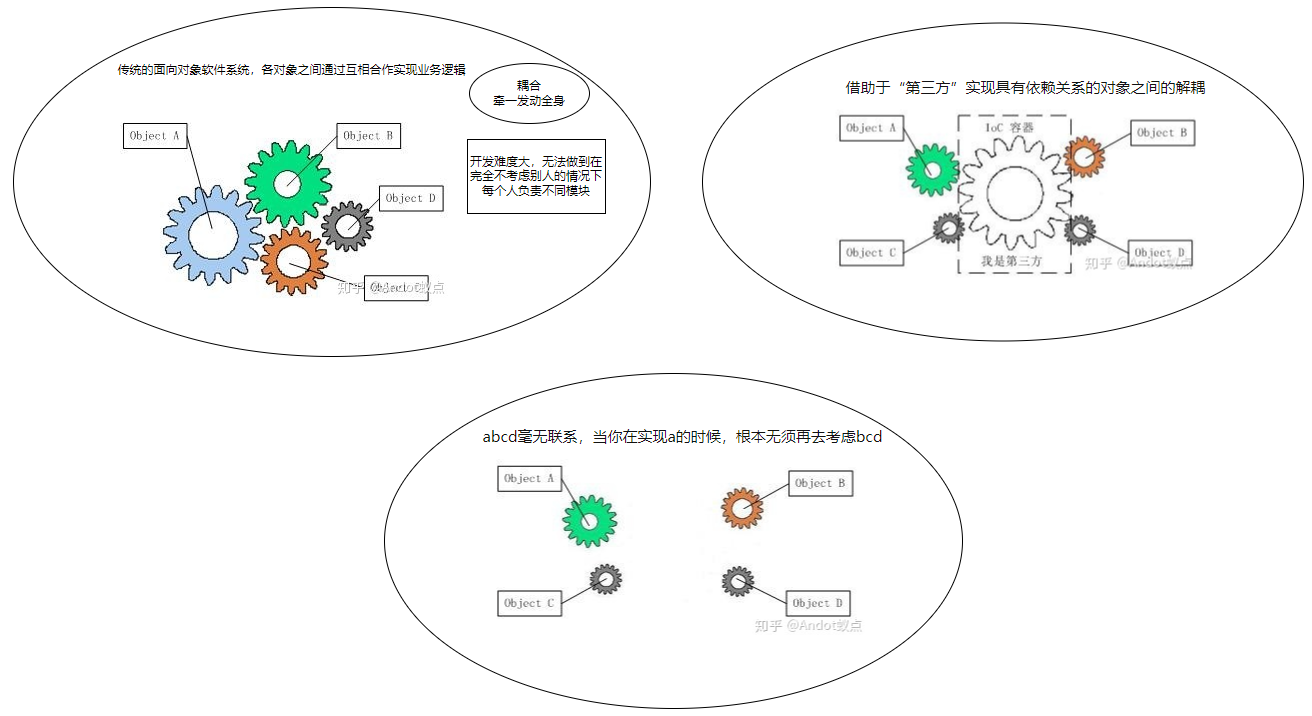 传统的面向对象软件系统，各对象之间通过互相合作实现业务逻辑
耦合
牵一发动全身
Object A
Object B
开发难度大，无法做到在
完全不考虑别人的情况下
每个人负责不同模块
Object D
Object C
知乎 @Andot蚁点
借助于“第三方”实现具有依赖关系的对象之间的解耦
Object A
IoC 容器
Object B
Object C
我是第三方
Object D
知乎 @Andot蚁点
abcd毫无联系，当你在实现a的时候，根本无须再去考虑bcd
Object A
Object B
Object C
Object D
知乎 @Andot蚁点